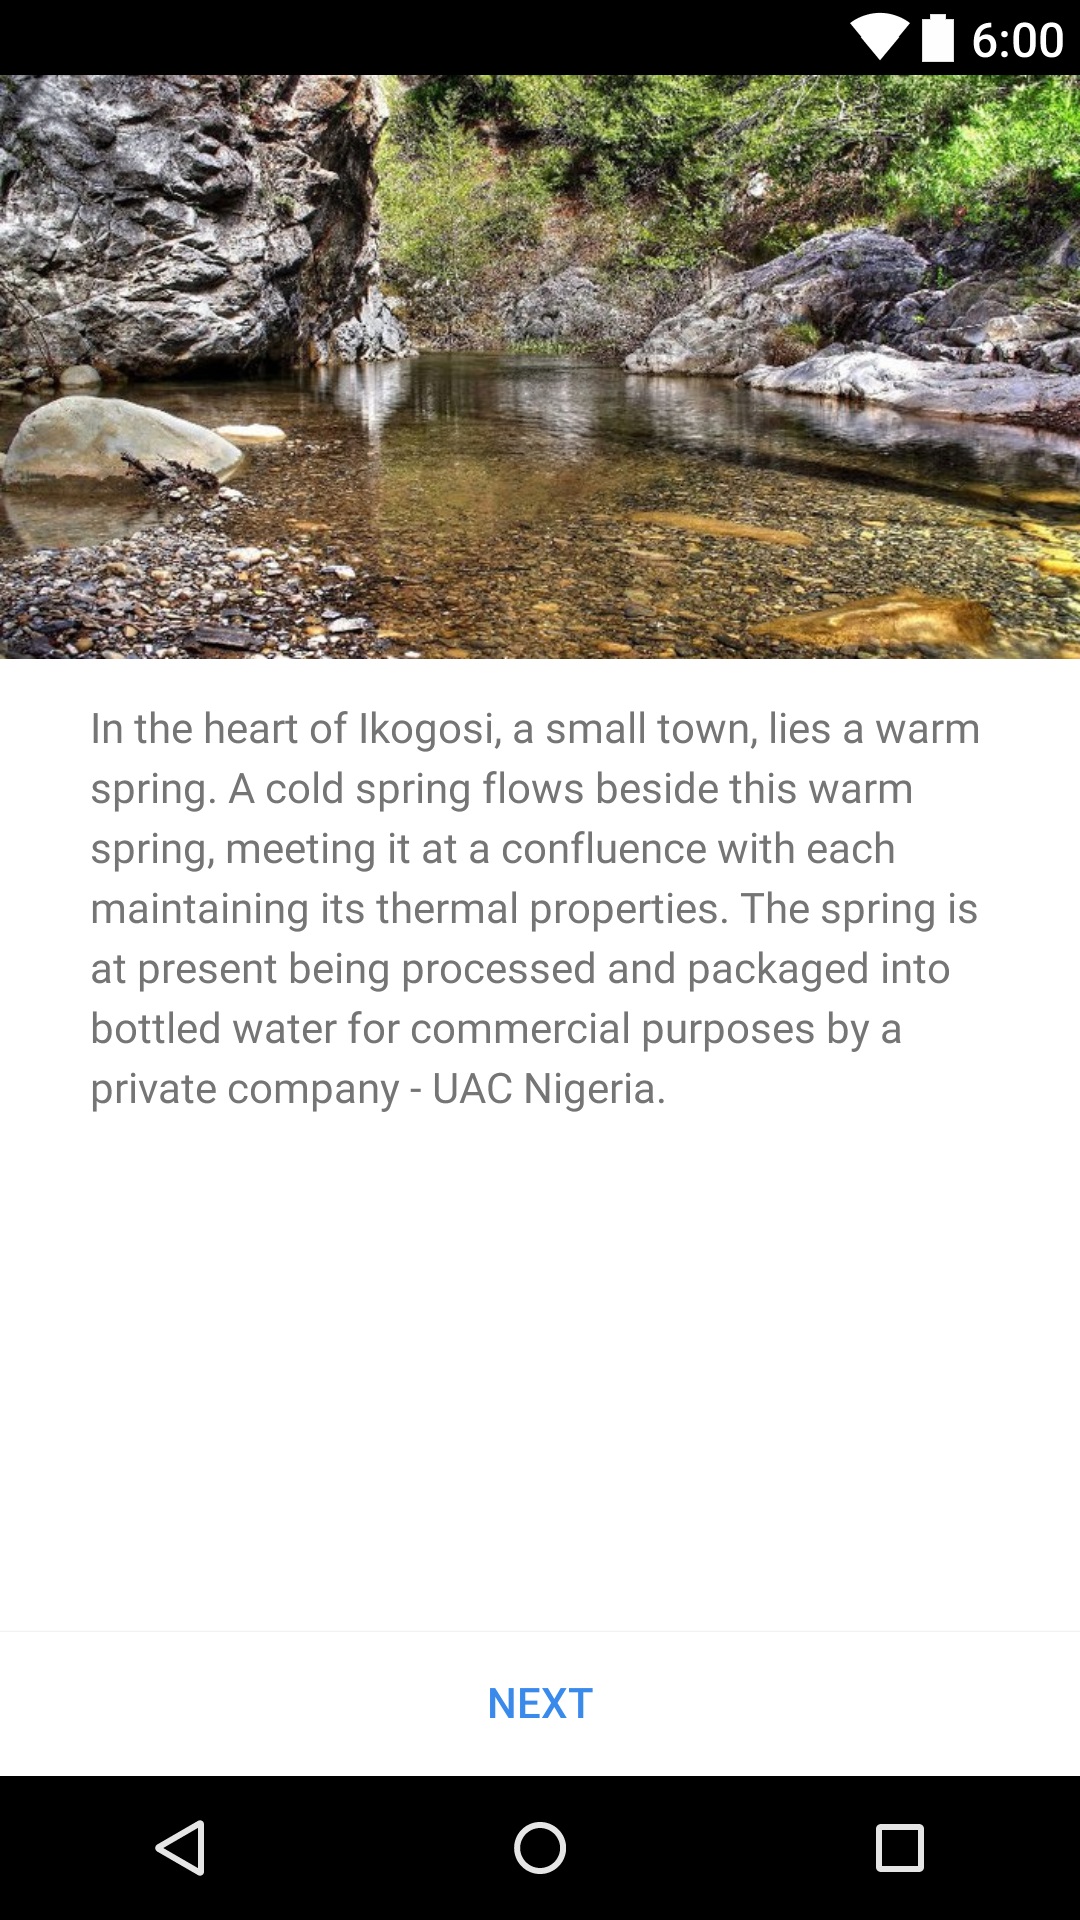 6:00
In the heart of Ikogosi, a small town, lies a warm
spring. A cold spring flows beside this warm
spring, meeting it at a confluence with each
maintaining its thermal properties. The spring is
at present being processed and packaged into
bottled water for commercial purposes by a
private company - UAC Nigeria.
NEXT